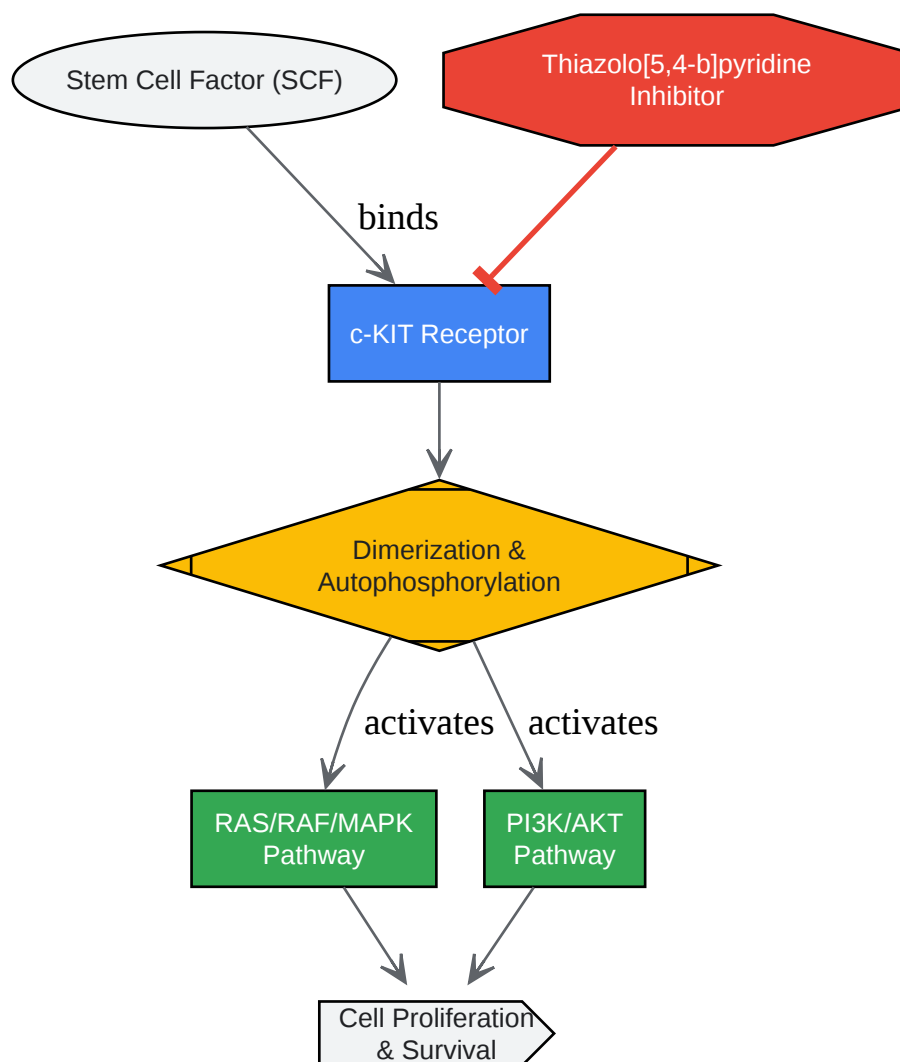 Stem Cell Factor (SCF)
Thiazolo[5,4-b]pyridine
Inhibitor
binds
c-KIT Receptor
Dimerization &
Autophosphorylation
activates
activates
RAS/RAF/MAPK
Pathway
PI3K/AKT
Pathway
Cell Proliferation
& Survival